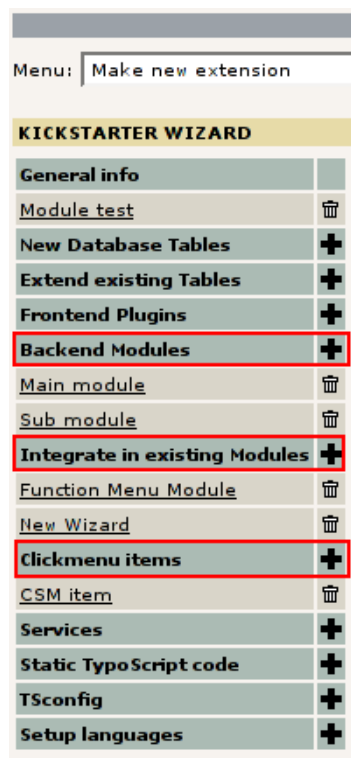 Menu: Make new extension
KICKSTARTER WIZARD
General info
Module test
New Database Tables
Extend existing Tables
Frontend Plugins
Backend Modules
Main module
Sub module
Integrate in existing Modules
Function Menu Module
New Wizard
Clickmenu items
CSM item
Services
Static TypoScript code
TSconfig
Setup languages